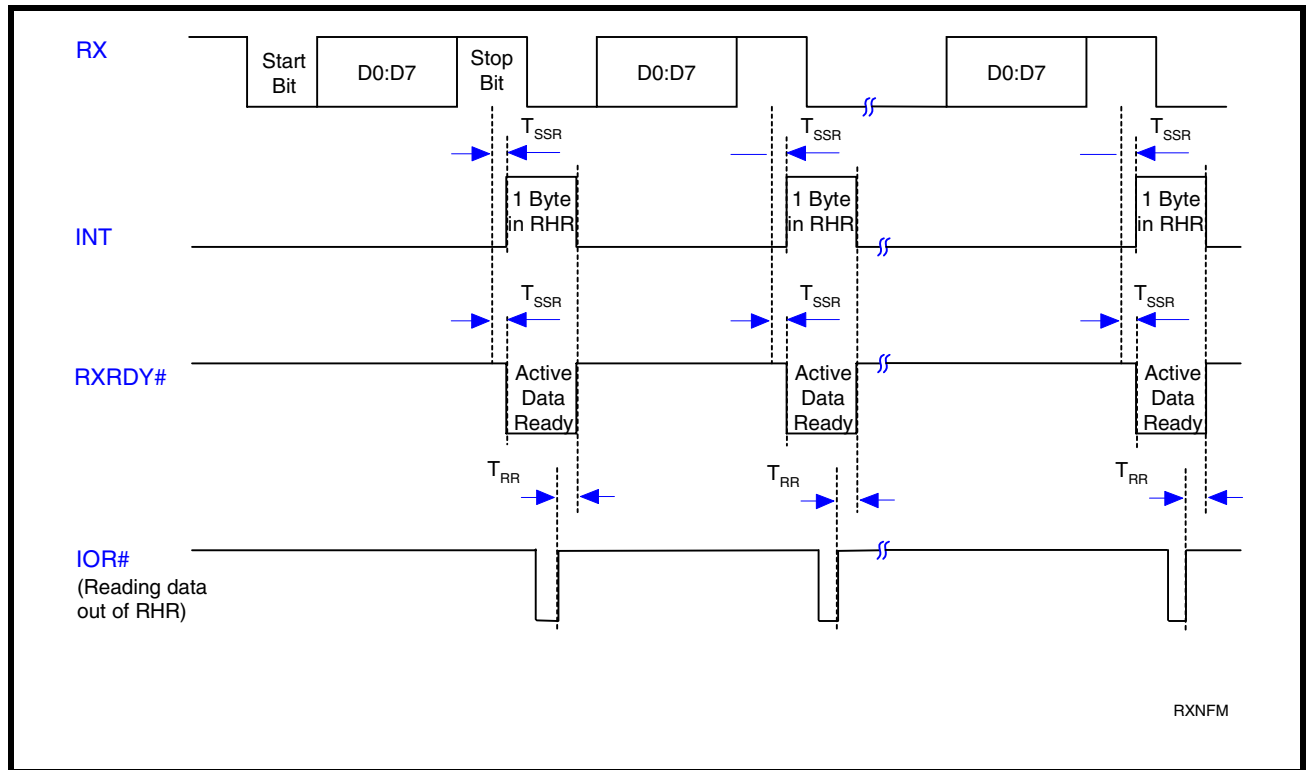 RX
Start
Bit
D0:D7
Stop
Bit
D0:D7
D0:D7
TSSR
TSSR
TSSR
INT
1 Byte
in RHR
1 Byte
in RHR
1 Byte
in RHR
TSSR
TSSR
TSSR
RXRDY#
Active
Data
Ready
Active
Data
Ready
Active
Data
Ready
TRR
TRR
TRR
IOR#
(Reading data
out of RHR)
RXNFM